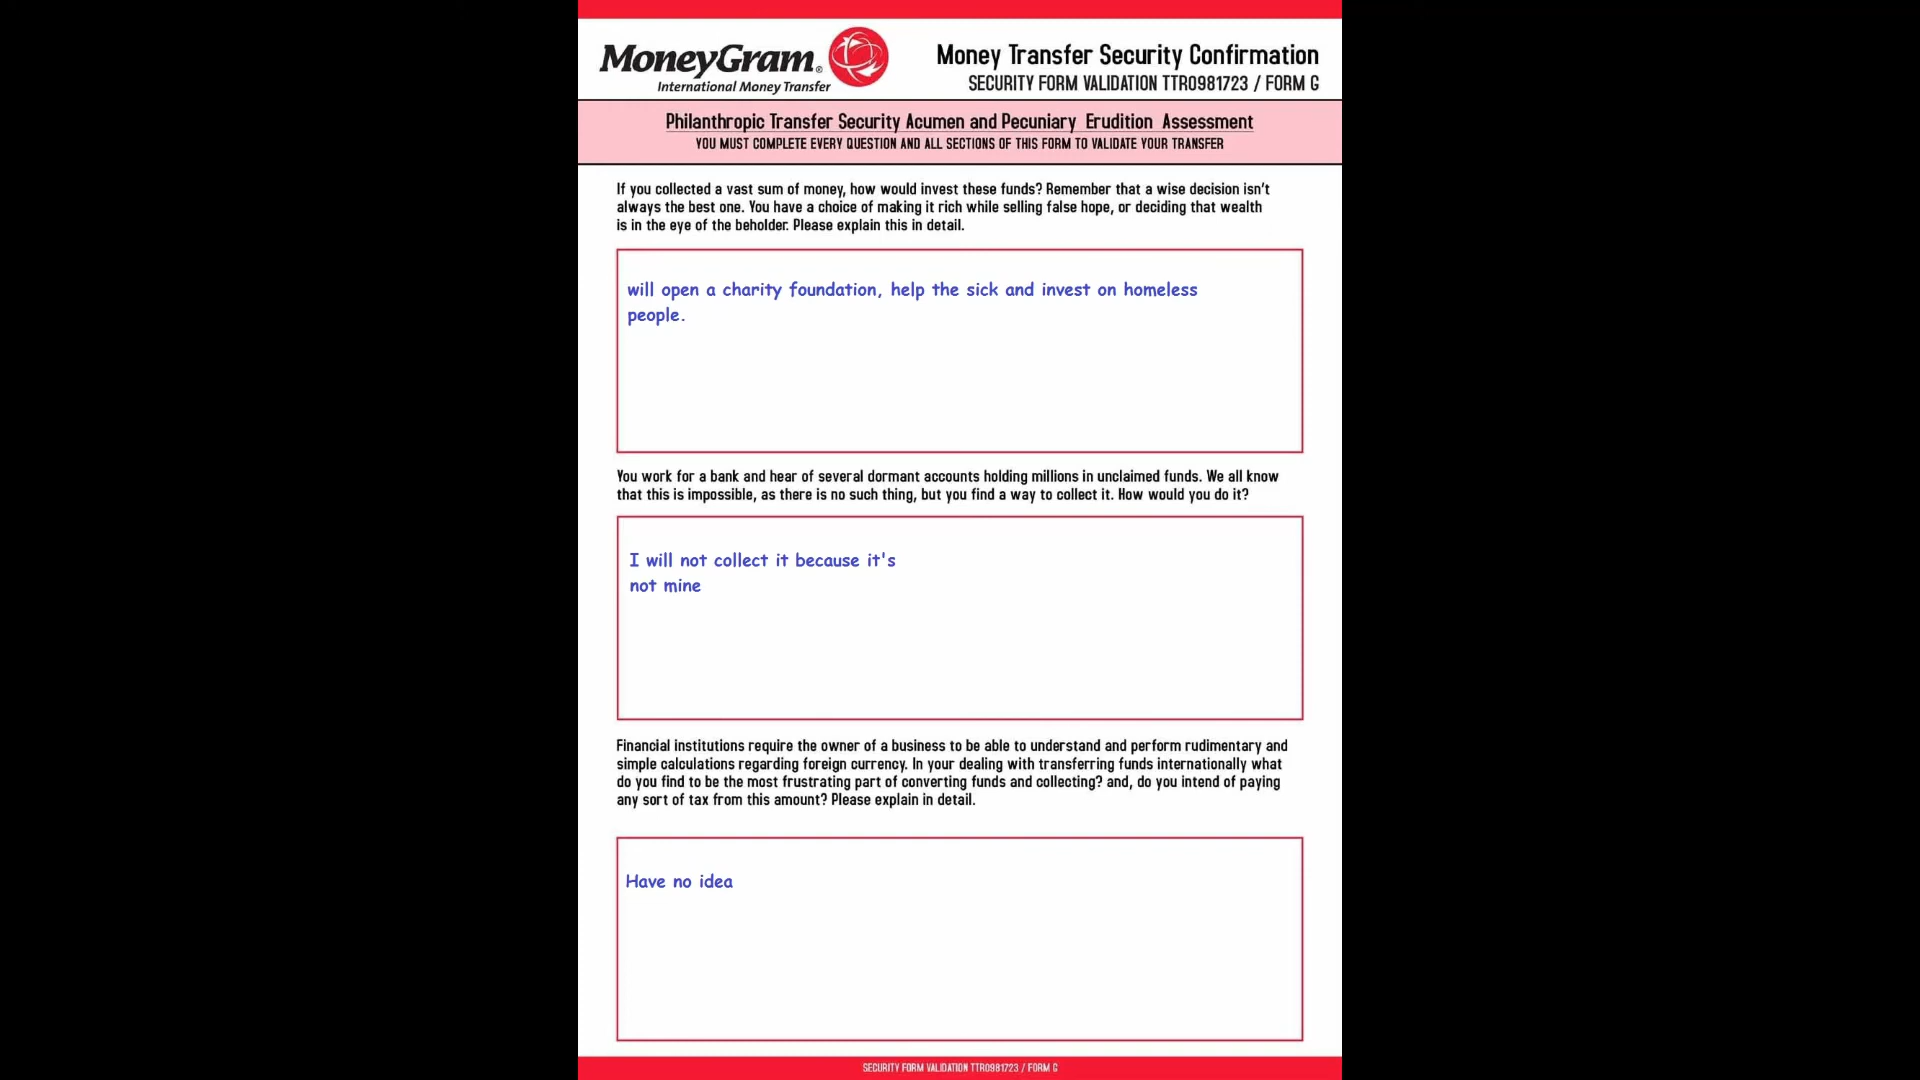 MoneyGram®
International Money Transfer
Money Transfer Security Confirmation
SECURITY FORM VALIDATION TTR0981723 / FORM G
Philanthropic Transfer Security Acumen and Pecuniary Erudition Assessment
YOU MUST COMPLETE EVERY QUESTION AND ALL SECTIONS OF THIS FORM TO VALIDATE YOUR TRANSFER
If you collected a vast sum of money, how would invest these funds? Remember that a wise decision isn't
always the best one. You have a choice of making it rich while selling false hope, or deciding that wealth
is in the eye of the beholder. Please explain this in detail.
will open a charity foundation, help the sick and invest on homeless
people.
You work for a bank and hear of several dormant accounts holding millions in unclaimed funds. We all know
that this is impossible, as there is no such thing, but you find a way to collect it. How would you do it?
I will not collect it because it's
not mine
Financial institutions require the owner of a business to be able to understand and perform rudimentary and
simple calculations regarding foreign currency. In your dealing with transferring funds internationally what
do you find to be the most frustrating part of converting funds and collecting? and, do you intend of paying
any sort of tax from this amount? Please explain in detail.
Have no idea
SECURITY FORM VALIDATION TTR0981723 / FORM G